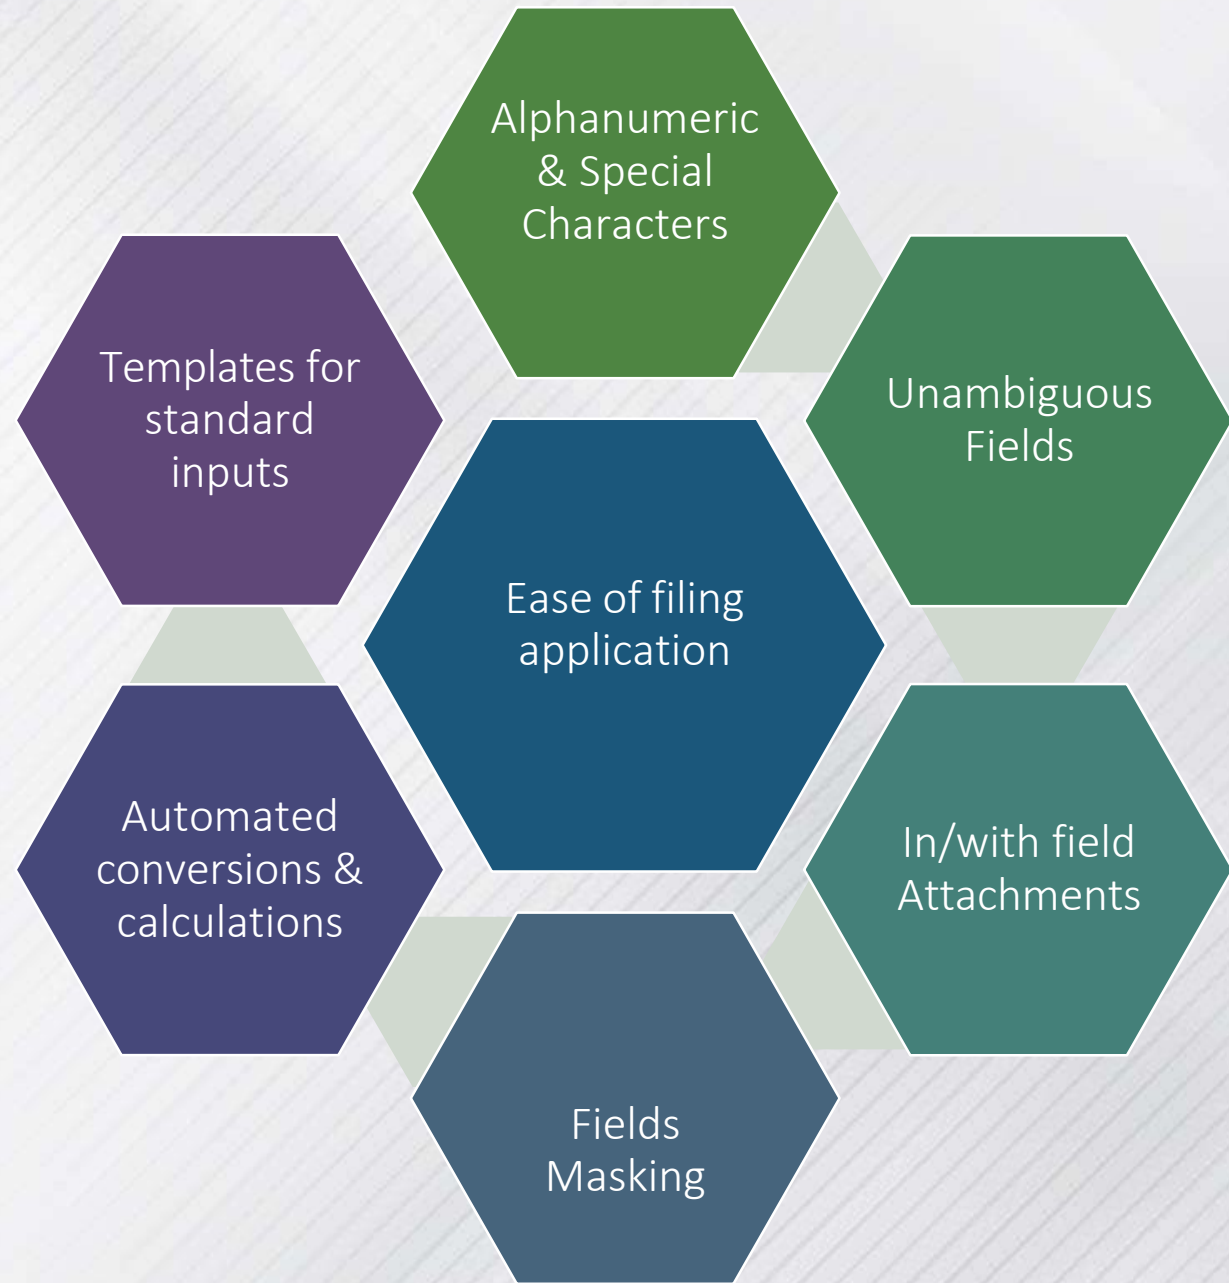 Alphanumeric
& Special
Characters
Templates for
standard
inputs
Unambiguous
Fields
Ease of filing
application
Automated
conversions &
calculations
In/with field
Attachments
Fields
Masking